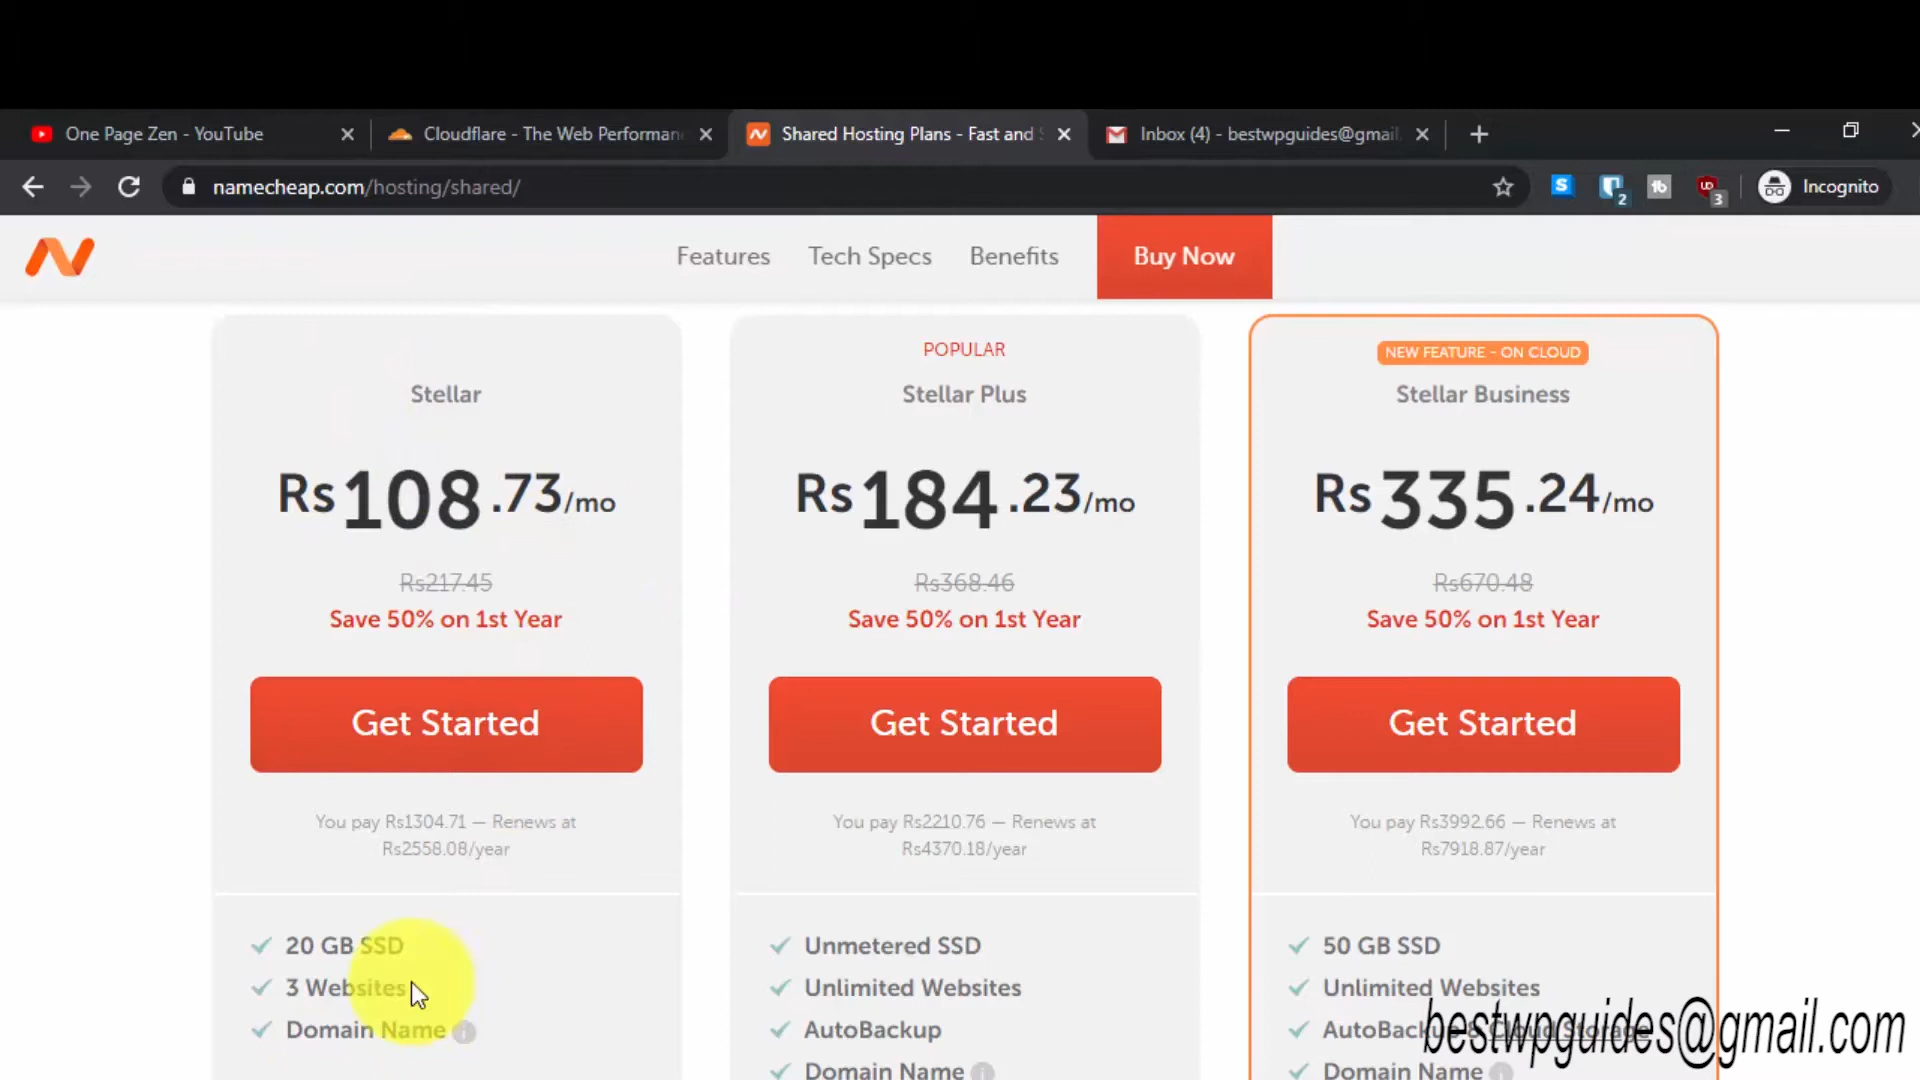 One Page Zen - YouTube
Cloudflare - The Web Performan
Shared Hosting Plans - Fast and S
Inbox (4) - bestwpguides@gmail.
namecheap.com/hosting/shared/
S
2
tb
3
Incognito
Features
Tech Specs
Benefits
Buy Now
Stellar
Rs108.73/mo
Rs217.45
Save 50% on 1st Year
Get Started
You pay Rs1304.71 — Renews at
Rs2558.08/year
20 GB SSD
3 Websites
Domain Name
POPULAR
Stellar Plus
Rs184.23/mo
Rs368.46
Save 50% on 1st Year
Get Started
You pay Rs2210.76 — Renews at
Rs4370.18/year
Unmetered SSD
Unlimited Websites
AutoBackup
Domain Name
NEW FEATURE - ON CLOUD
Stellar Business
Rs335.24/mo
Rs670.48
Save 50% on 1st Year
Get Started
You pay Rs3992.66 — Renews at
Rs7918.87/year
50 GB SSD
Unlimited Websites
AutoBackup & Cloud Storage
Domain Name
bestwpguides@gmail.com